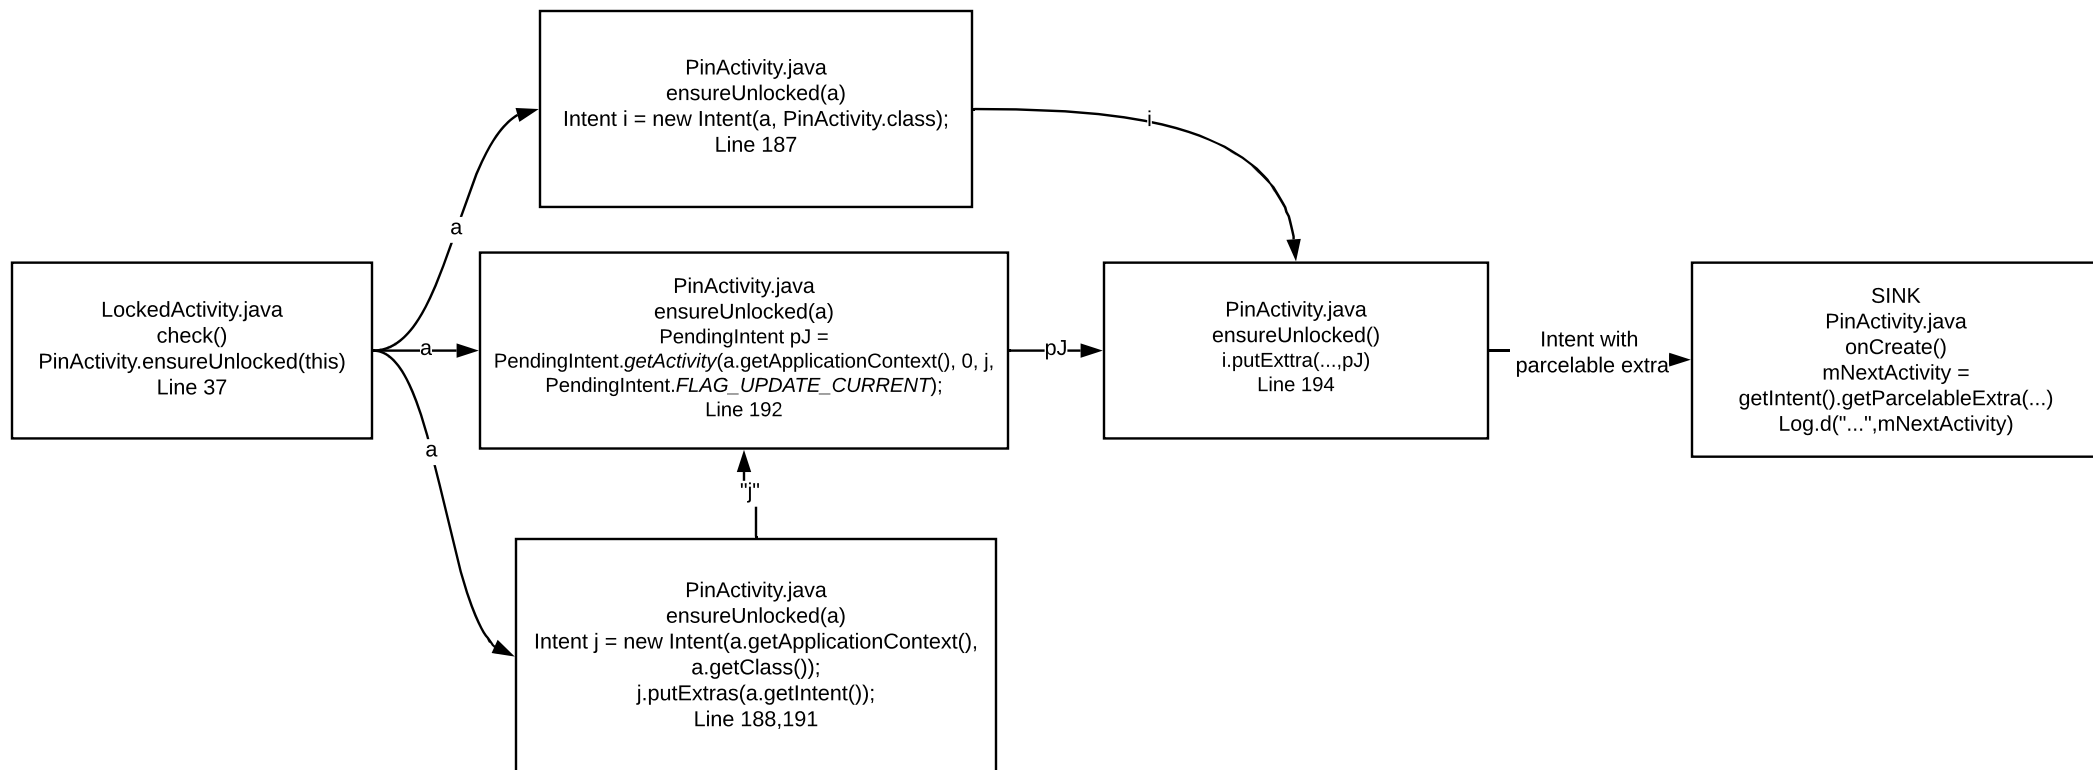 PinActivity.java
ensureUnlocked(a)
Intent i = new Intent(a, PinActivity.class);
Line 187
i
a
LockedActivity.java
check()
PinActivity.ensureUnlocked(this)
Line 37
a
PinActivity.java
ensureUnlocked(a)
PendingIntent pJ =
PendingIntent.getActivity(a.getApplicationContext(), 0, j,
PendingIntent.FLAG_UPDATE_CURRENT);
Line 192
pJ
PinActivity.java
ensureUnlocked()
i.putExttra(...,pJ)
Line 194
Intent with
parcelable extra
SINK
PinActivity.java
onCreate()
mNextActivity =
getIntent().getParcelableExtra(...)
Log.d("...",mNextActivity)
a
"j"
PinActivity.java
ensureUnlocked(a)
Intent j = new Intent(a.getApplicationContext(),
a.getClass());
j.putExtras(a.getIntent());
Line 188,191